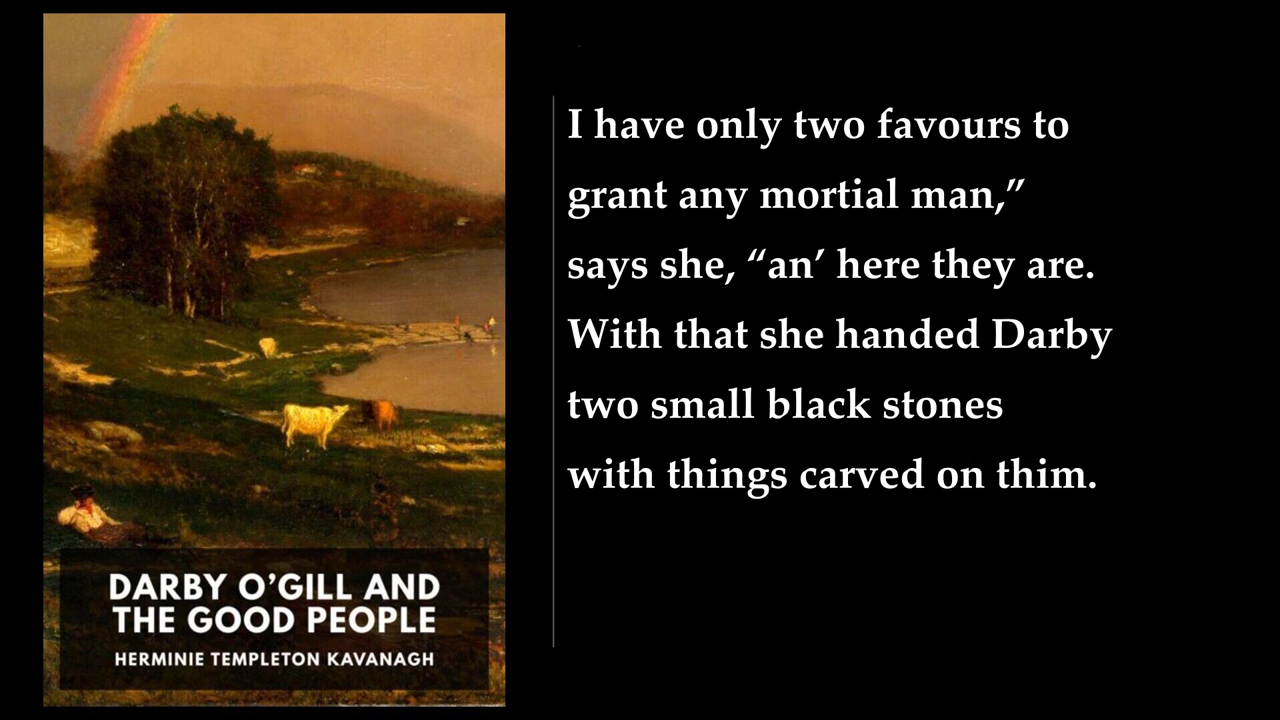 DARBY O’GILL AND
THE GOOD PEOPLE
HERMINIE TEMPLETON KAVANAGH
I have only two favours to
grant any mortial man,”
says she, “an’ here they are.
With that she handed Darby
two small black stones
with things carved on thim.